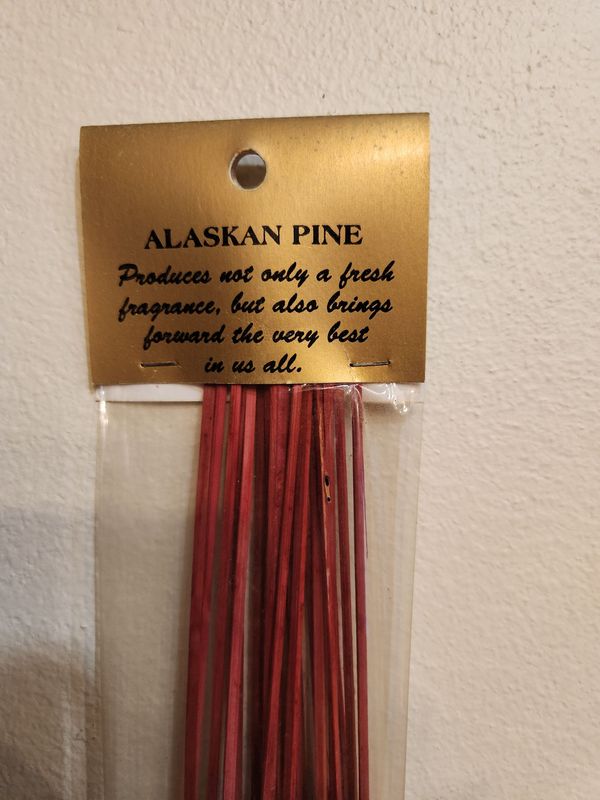 ALASKAN PINE
Produces not only a fresh
fragrance, but also brings
forward the very best
in us all.